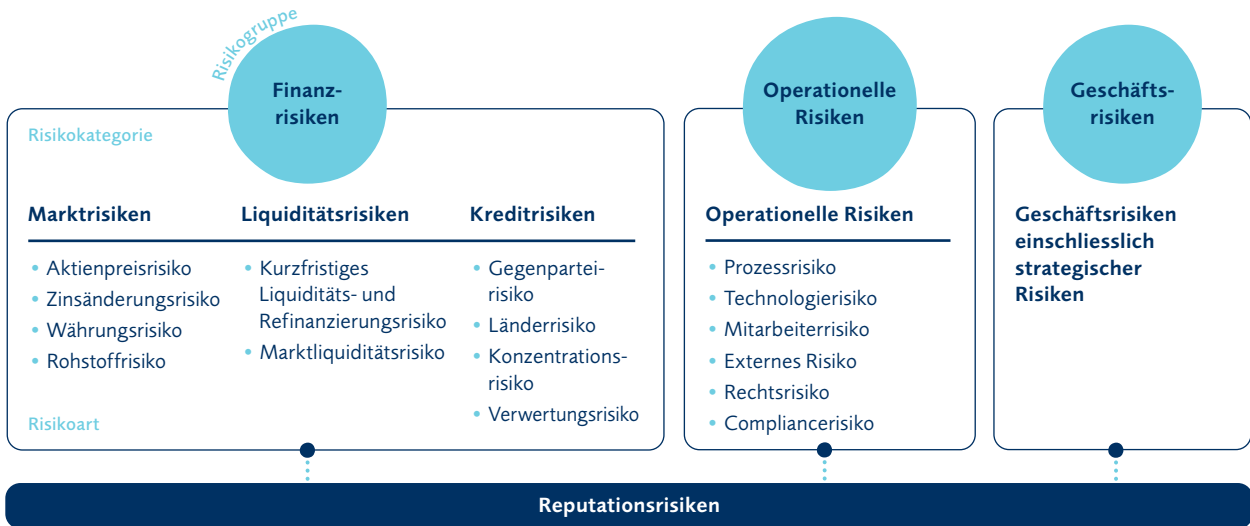 Risikogruppe
Finanz-
risiken
Operationelle
Risiken
Geschäfts-
risiken
Risikokategorie
Marktrisiken
• Aktienpreisrisiko
• Zinsänderungsrisiko
• Währungsrisiko
• Rohstoffrisiko
Liquiditätsrisiken
• Kurzfristiges
Liquiditäts- und
Refinanzierungsrisiko
• Marktliquiditätsrisiko
Kreditrisiken
• Gegenpartei-
risiko
• Länderrisiko
• Konzentrations-
risiko
• Verwertungsrisiko
Risikoart
Operationelle Risiken
• Prozessrisiko
• Technologierisiko
• Mitarbeiterrisiko
• Externes Risiko
• Rechtsrisiko
• Compliancerisiko
Geschäftsrisiken
einschliesslich
strategischer
Risiken
Reputationsrisiken